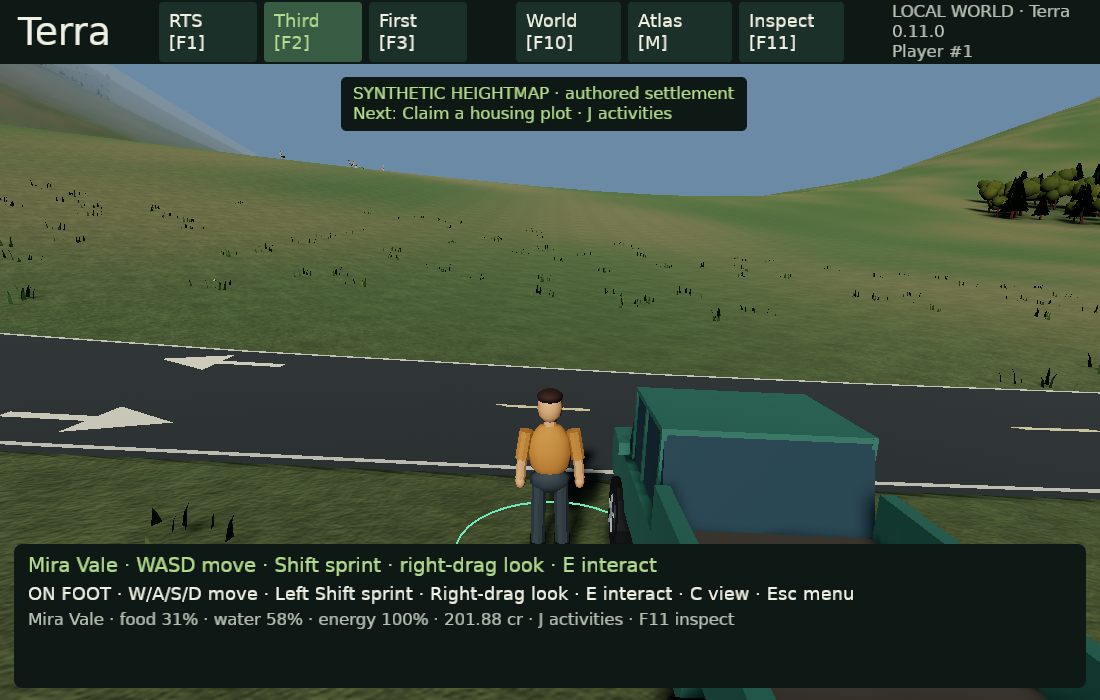 Terra
RTS
[F1]
Third
[F2]
First
[F3]
World
[F10]
Atlas
[M]
Inspect
[F11]
LOCAL WORLD · Terra
0.11.0
Player #1
SYNTHETIC HEIGHTMAP · authored settlement
Next: Claim a housing plot · J activities
Mira Vale · WASD move · Shift sprint · right-drag look · E interact
ON FOOT · W/A/S/D move · Left Shift sprint · Right-drag look · E interact · C view · Esc menu
Mira Vale · food 31% · water 58% · energy 100% · 201.88 cr · J activities · F11 inspect